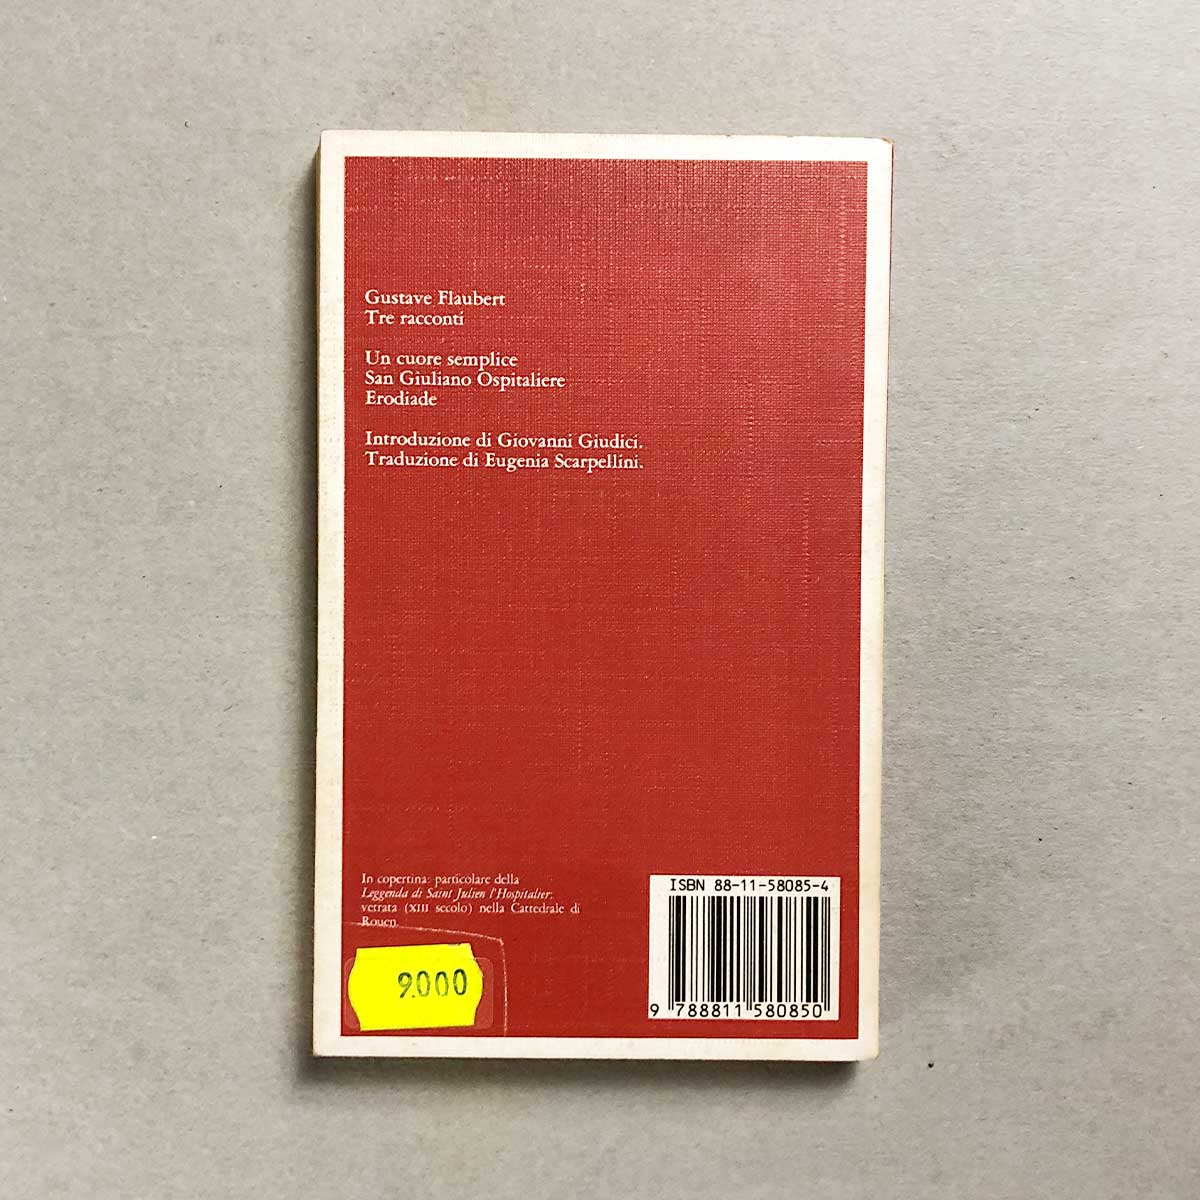 Gustave Flaubert
Tre racconti
Un cuore semplice
San Giuliano Ospitaliere
Erodiade
Introduzione di Giovanni Giudici.
Traduzione di Eugenia Scarpellini.
In copertina: particolare della
Leggenda di Saint Julien l'Hospitalier:
vetrata (XIII secolo) nella Cattedrale di
Rouen.
9.000
ISBN 88-11-58085-4
9 788811 580850